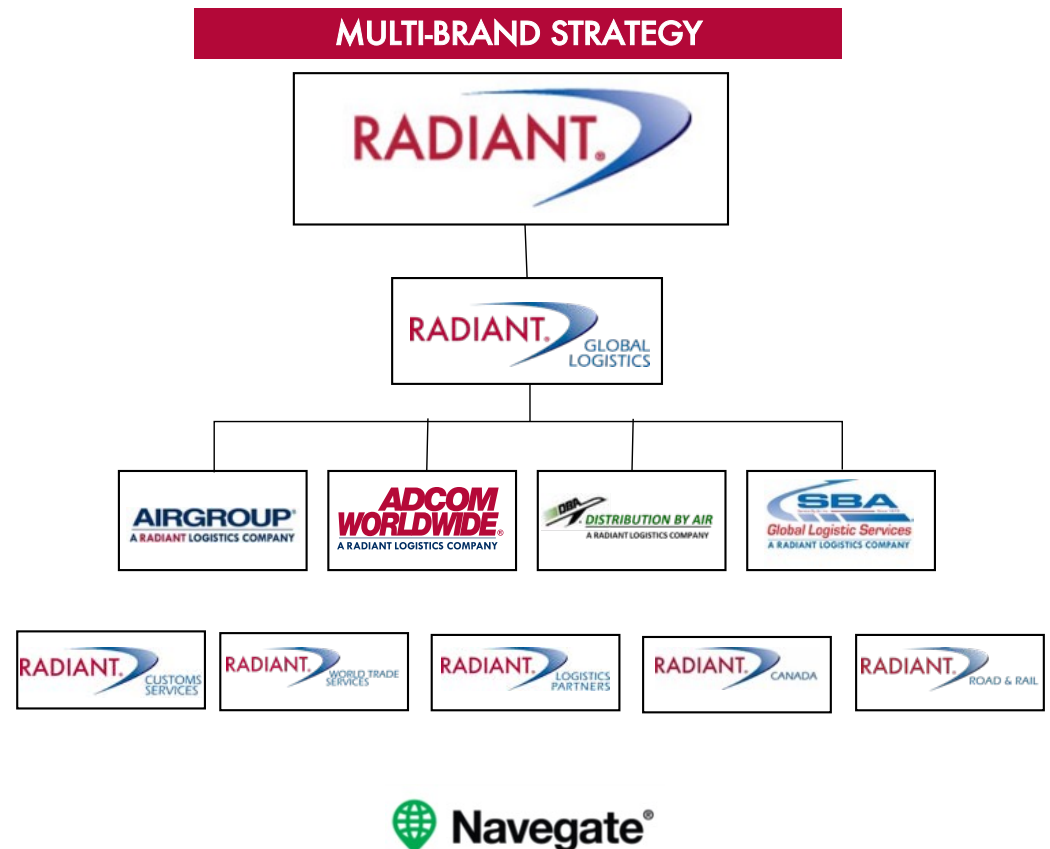 MULTI-BRAND STRATEGY
RADIANT.®
RADIANT.®
GLOBAL
LOGISTICS
AIRGROUP®
A RADIANT LOGISTICS COMPANY
ADCOM
WORLDWIDE®
A RADIANT LOGISTICS COMPANY
DBA
DISTRIBUTION BY AIR
A RADIANT LOGISTICS COMPANY
SBA
Global Logistic Services
A RADIANT LOGISTICS COMPANY
RADIANT.®
CUSTOMS
SERVICES
RADIANT.®
WORLD TRADE
SERVICES
RADIANT.®
LOGISTICS
PARTNERS
RADIANT.®
CANADA
RADIANT.®
ROAD & RAIL
Navegate®